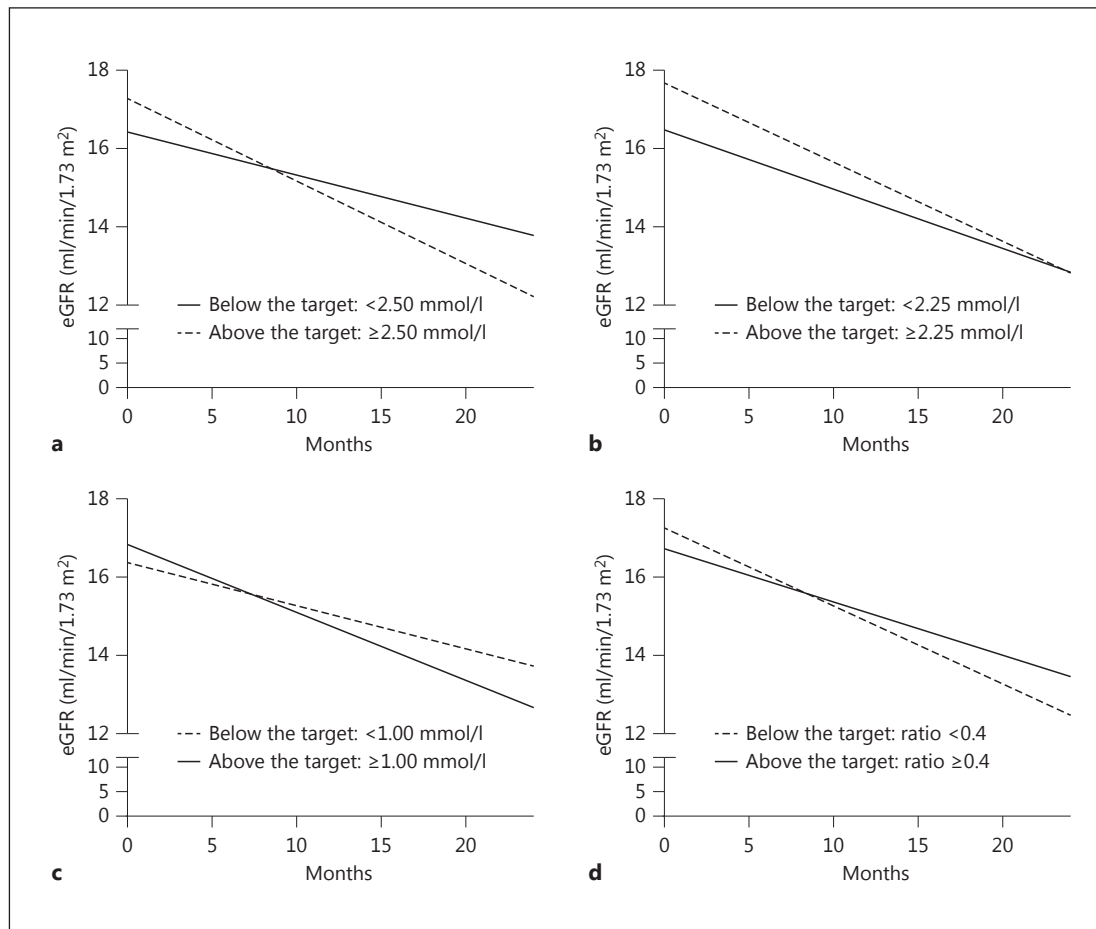 18
16
14
12
10
5
0
eGFR (ml/min/1.73 m²)
Below the target: <2.50 mmol/l
Above the target: ≥2.50 mmol/l
0 5 10 15 20
Months
a
18
16
14
12
10
5
0
eGFR (ml/min/1.73 m²)
Below the target: <2.25 mmol/l
Above the target: ≥2.25 mmol/l
0 5 10 15 20
Months
b
18
16
14
12
10
5
0
eGFR (ml/min/1.73 m²)
Below the target: <1.00 mmol/l
Above the target: ≥1.00 mmol/l
0 5 10 15 20
Months
c
18
16
14
12
10
5
0
eGFR (ml/min/1.73 m²)
Below the target: ratio <0.4
Above the target: ratio ≥0.4
0 5 10 15 20
Months
d